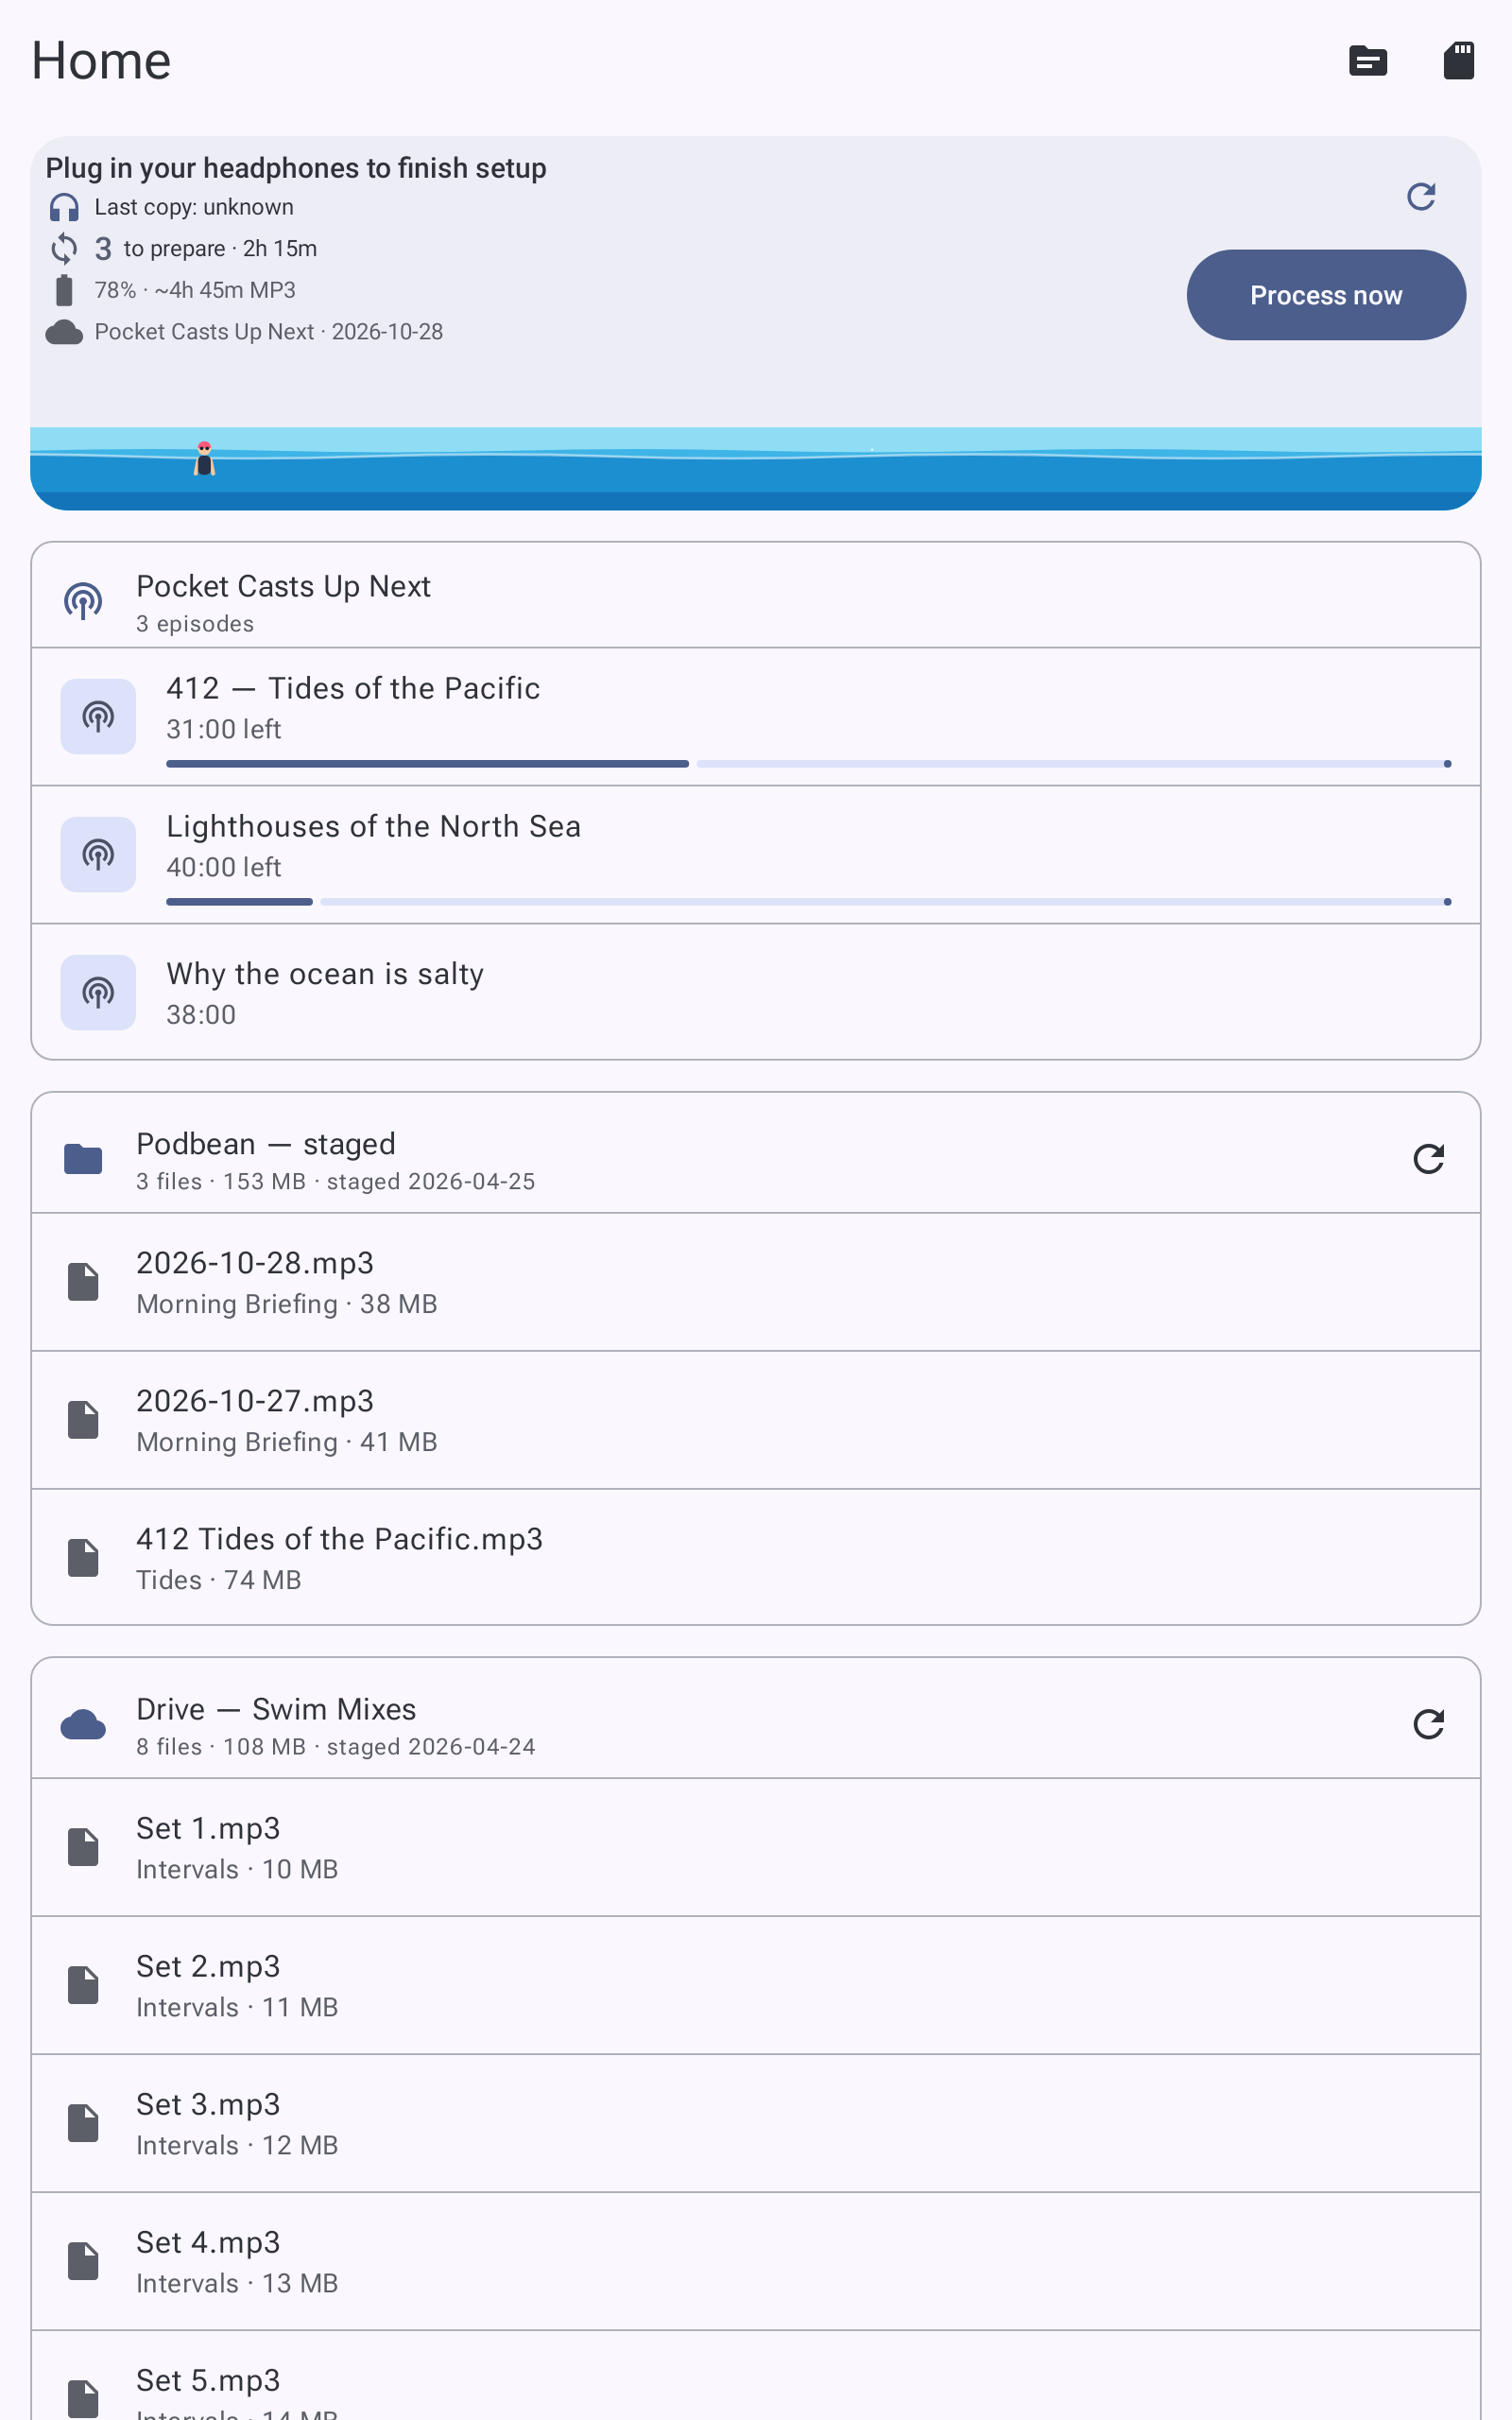 Home
Plug in your headphones to finish setup
Last copy: unknown
3 to prepare · 2h 15m
78% · ~4h 45m MP3
Process now
Pocket Casts Up Next · 2026-10-28
Pocket Casts Up Next
3 episodes
412 — Tides of the Pacific
31:00 left
Lighthouses of the North Sea
40:00 left
Why the ocean is salty
38:00
Podbean — staged
3 files · 153 MB · staged 2026-04-25
2026-10-28.mp3
Morning Briefing · 38 MB
2026-10-27.mp3
Morning Briefing · 41 MB
412 Tides of the Pacific.mp3
Tides · 74 MB
Drive — Swim Mixes
8 files · 108 MB · staged 2026-04-24
Set 1.mp3
Intervals · 10 MB
Set 2.mp3
Intervals · 11 MB
Set 3.mp3
Intervals · 12 MB
Set 4.mp3
Intervals · 13 MB
Set 5.mp3
Intervals · 14 MB